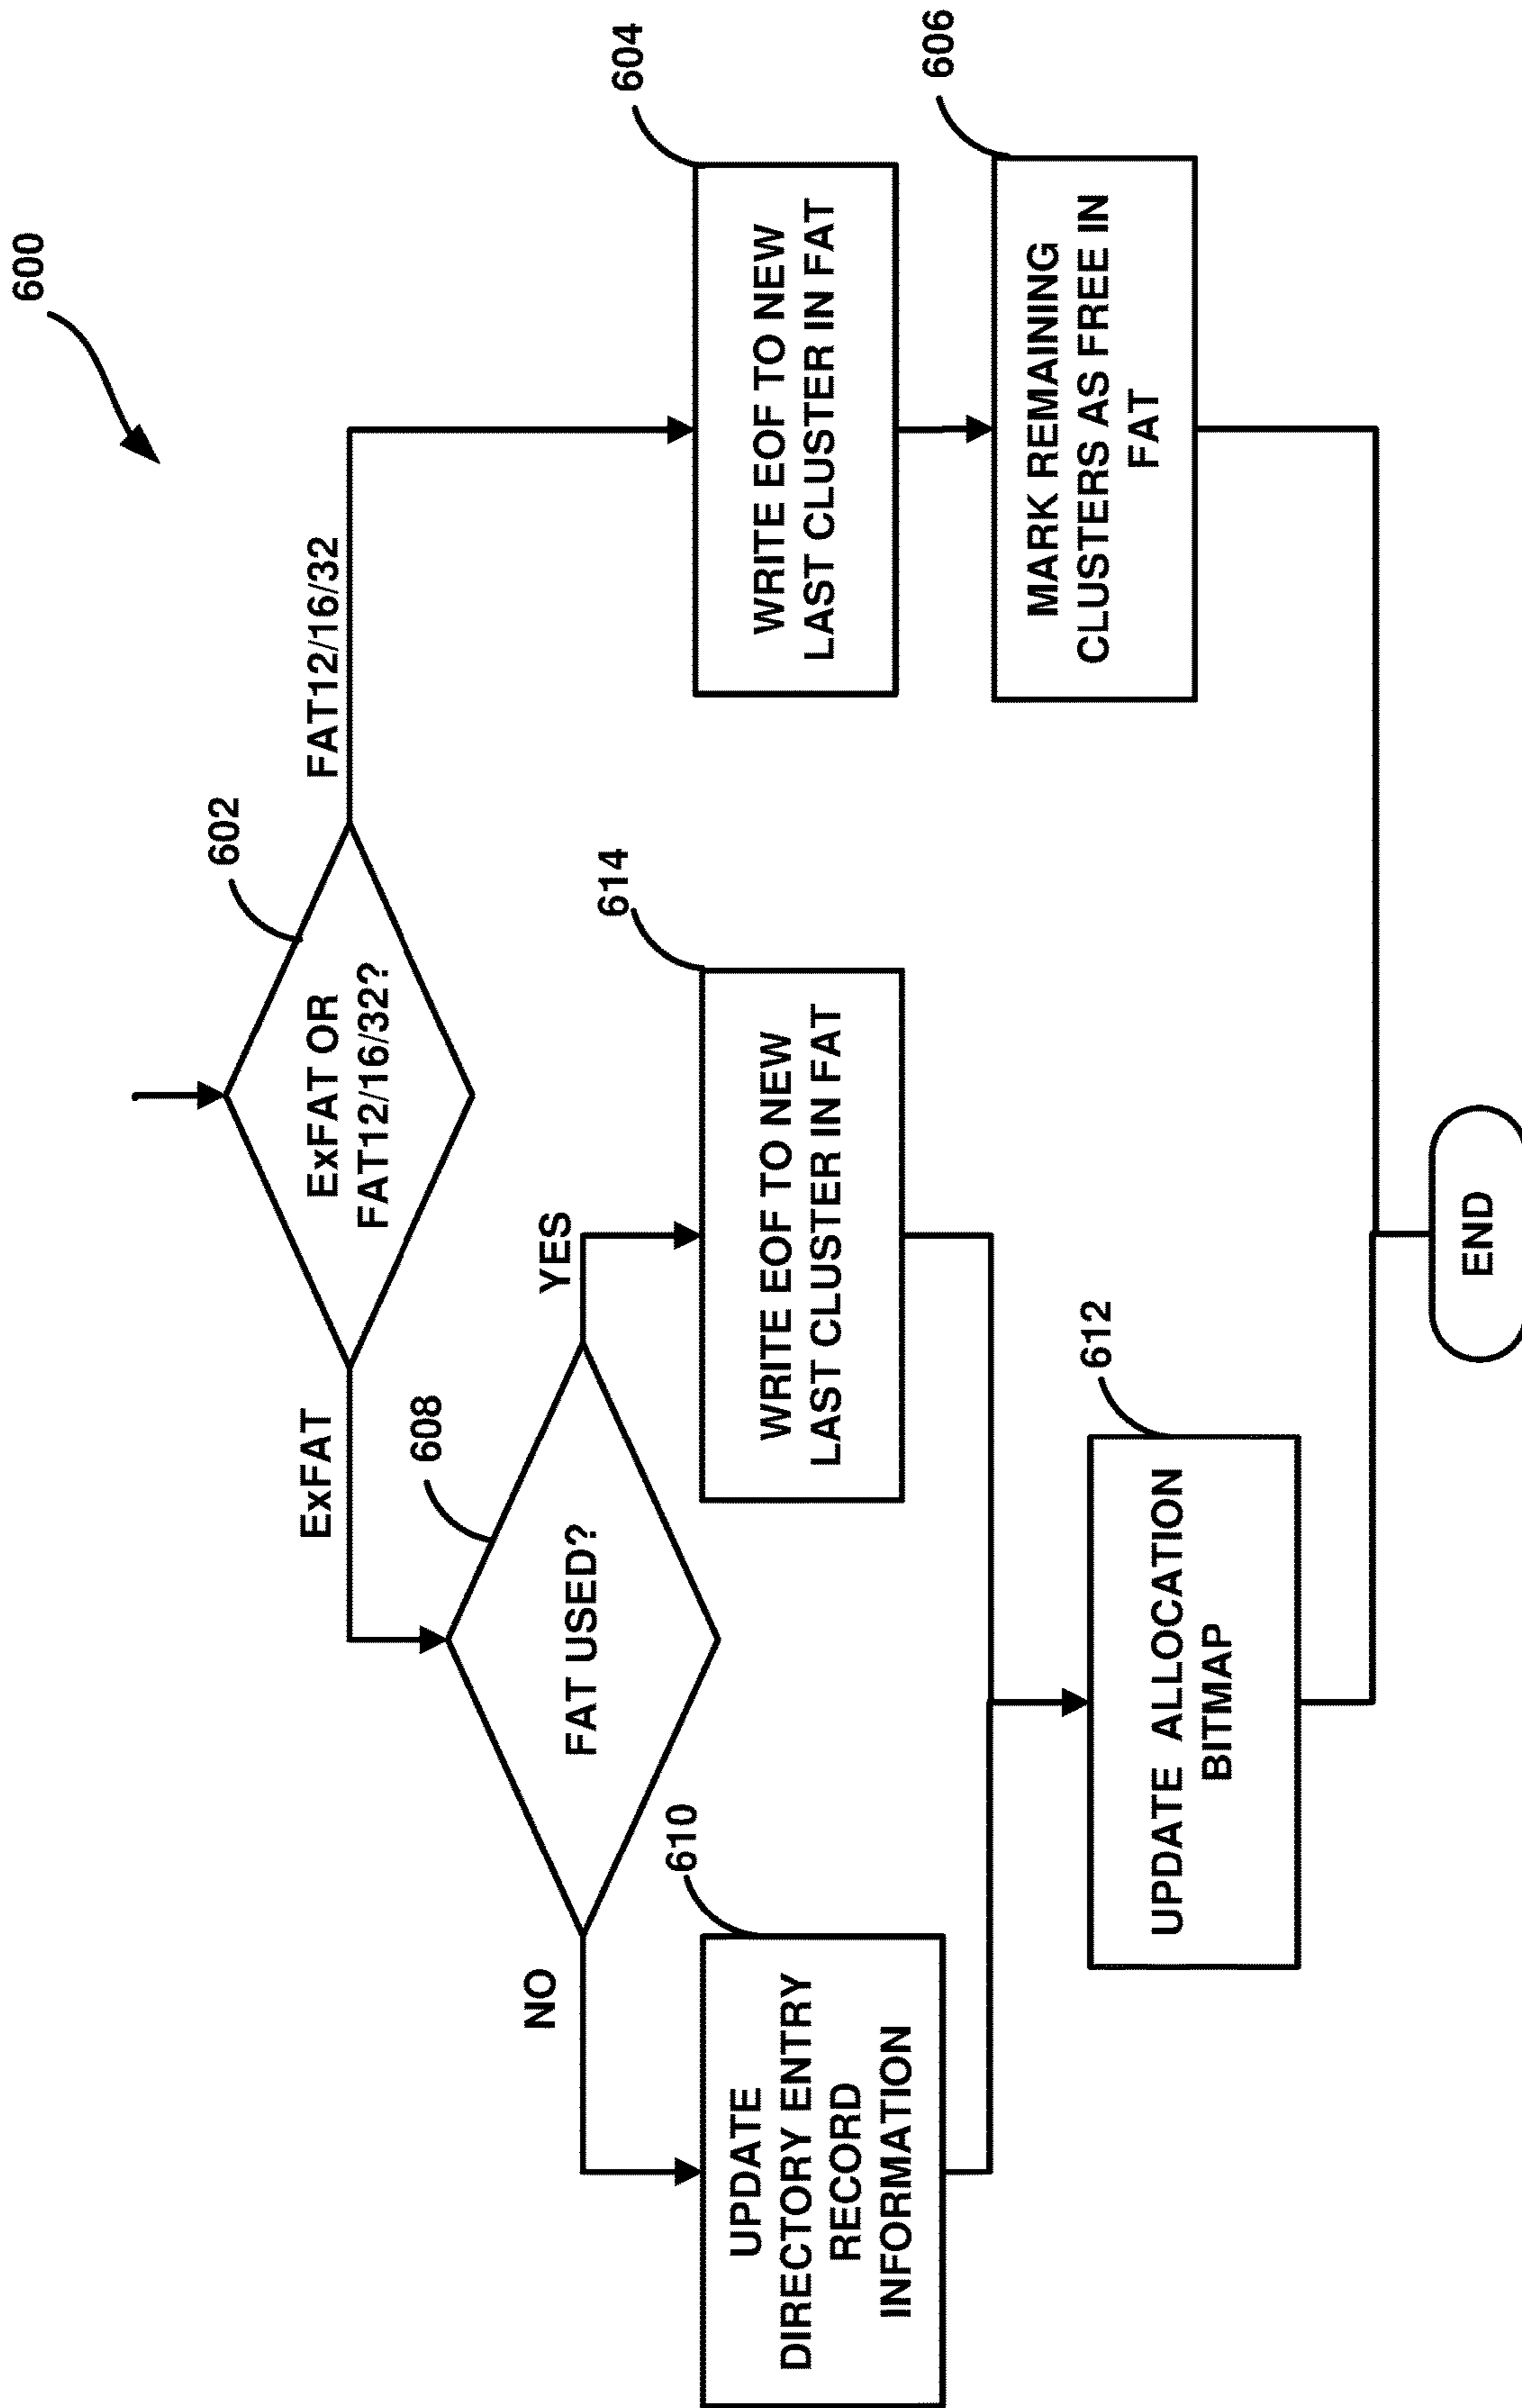 600
602
ExFAT OR
FAT12/16/32?
ExFAT
FAT12/16/32
608
FAT USED?
NO
YES
610
UPDATE
DIRECTORY ENTRY
RECORD
INFORMATION
614
WRITE EOF TO NEW
LAST CLUSTER IN FAT
604
WRITE EOF TO NEW
LAST CLUSTER IN FAT
606
MARK REMAINING
CLUSTERS AS FREE IN
FAT
612
UPDATE ALLOCATION
BITMAP
END